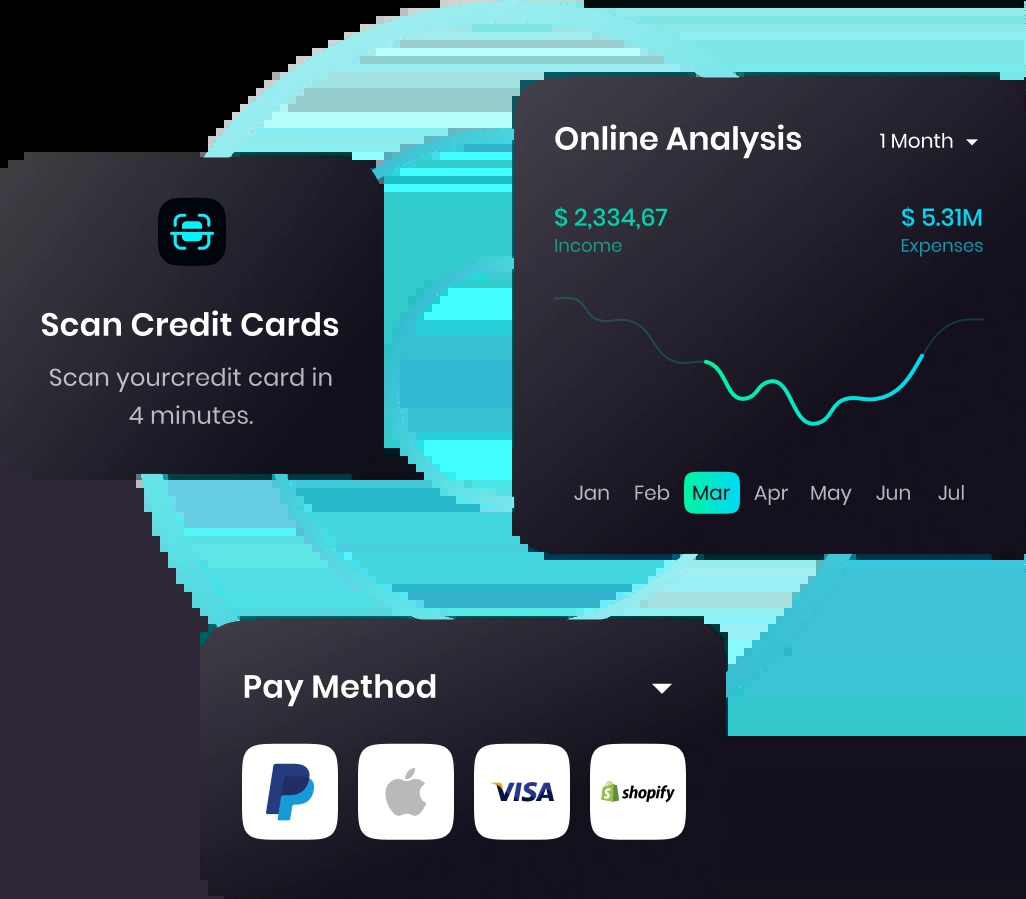 Online Analysis
1 Month
$ 2,334,67
$ 5.31M
Income
Expenses
Scan Credit Cards
Scan yourcredit card in
4 minutes.
Jan Feb Mar Apr May Jun Jul
Pay Method
VISA
shopify